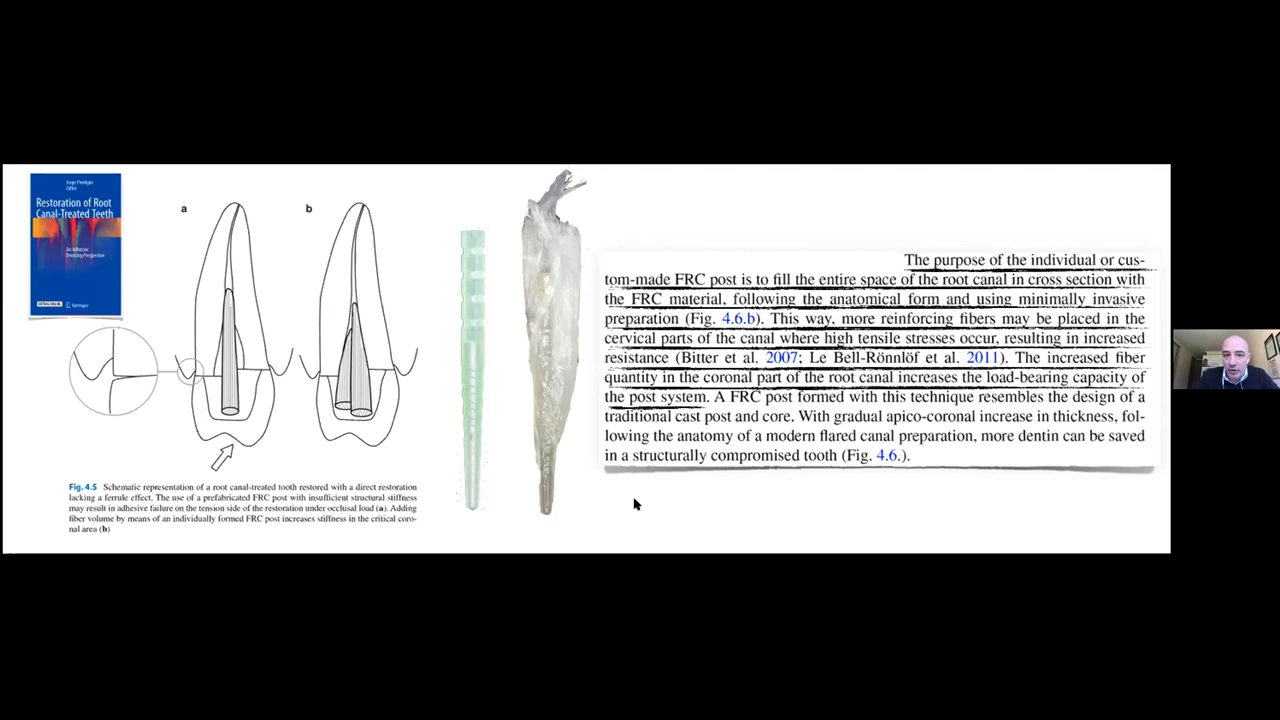 Jorge Perdigão
Editor
Restoration of Root
Canal-Treated Teeth
An Adhesive
Dentistry Perspective
Springer
a
b
Fig. 4.5 Schematic representation of a root canal-treated tooth restored with a direct restoration
lacking a ferrule effect. The use of a prefabricated FRC post with insufficient structural stiffness
may result in adhesive failure on the tension side of the restoration under occlusal load (a). Adding
fiber volume by means of an individually formed FRC post increases stiffness in the critical coro-
nal area (b)
The purpose of the individual or cus-
tom-made FRC post is to fill the entire space of the root canal in cross section with
the FRC material, following the anatomical form and using minimally invasive
preparation (Fig. 4.6.b). This way, more reinforcing fibers may be placed in the
cervical parts of the canal where high tensile stresses occur, resulting in increased
resistance (Bitter et al. 2007; Le Bell-Rönnlöf et al. 2011). The increased fiber
quantity in the coronal part of the root canal increases the load-bearing capacity of
the post system. A FRC post formed with this technique resembles the design of a
traditional cast post and core. With gradual apico-coronal increase in thickness, fol-
lowing the anatomy of a modern flared canal preparation, more dentin can be saved
in a structurally compromised tooth (Fig. 4.6.).